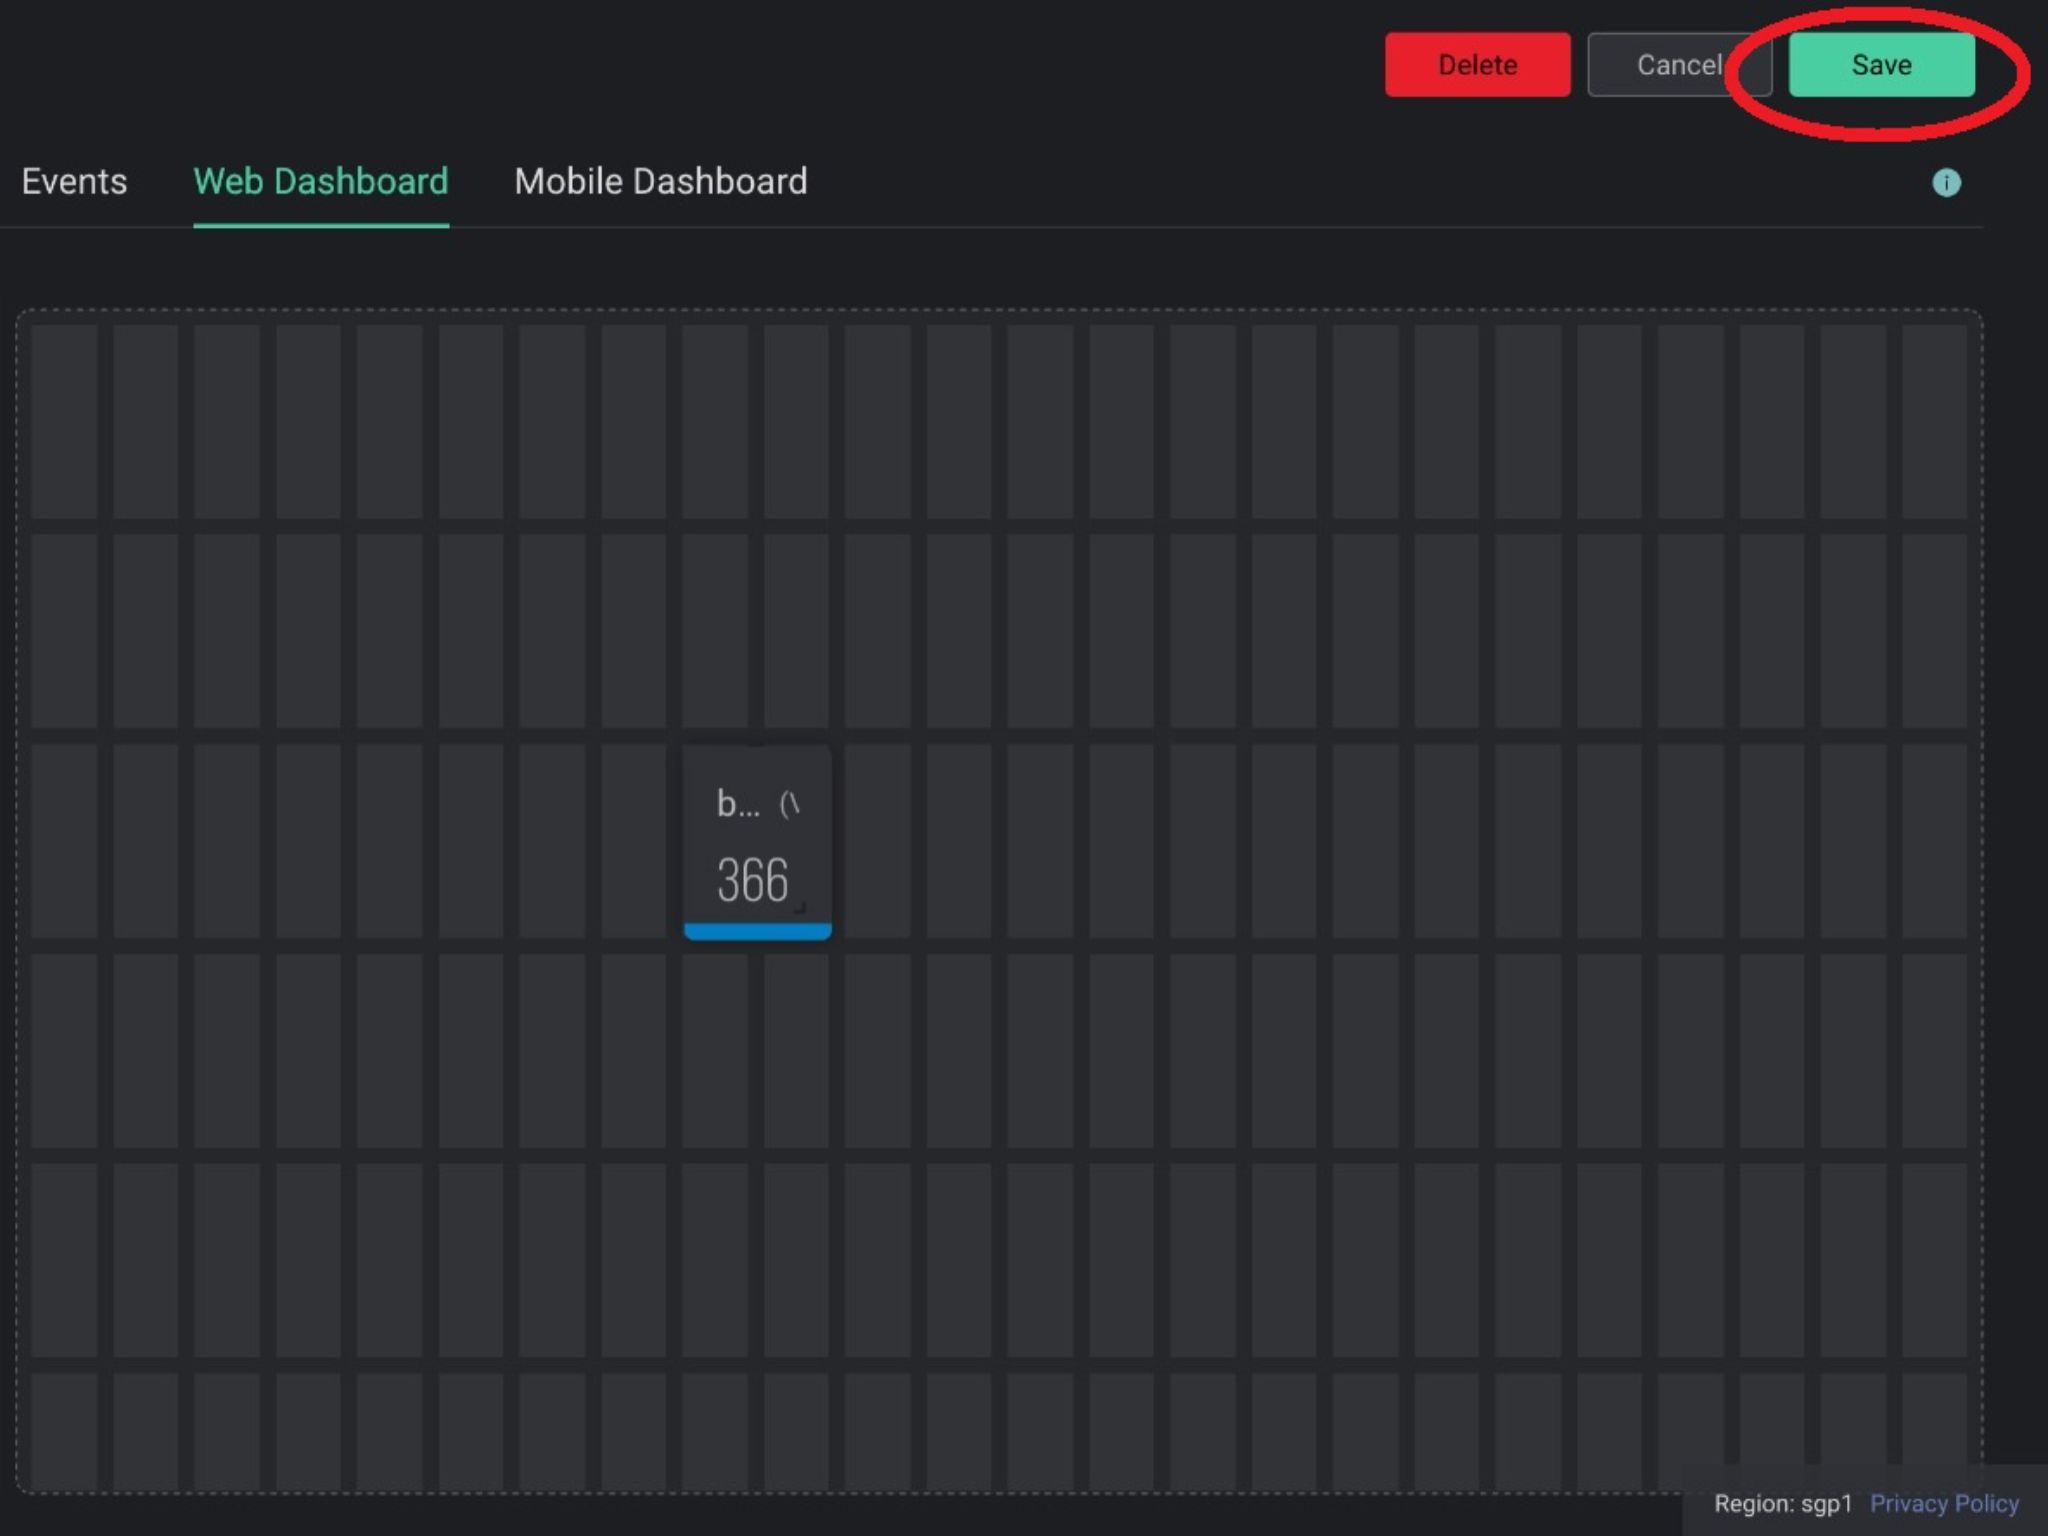 Delete Cancel Save
Events Web Dashboard Mobile Dashboard
i
b... (\
366
Region: sgp1 Privacy Policy